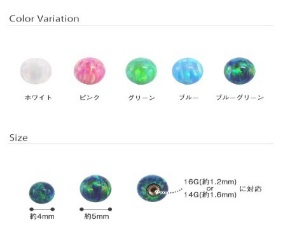 Color Variation
ホワイト ピンク グリーン ブルー ブルーグリーン
Size
16G(約1.2mm)
or に対応
14G(約1.6mm)
約4mm 約5mm